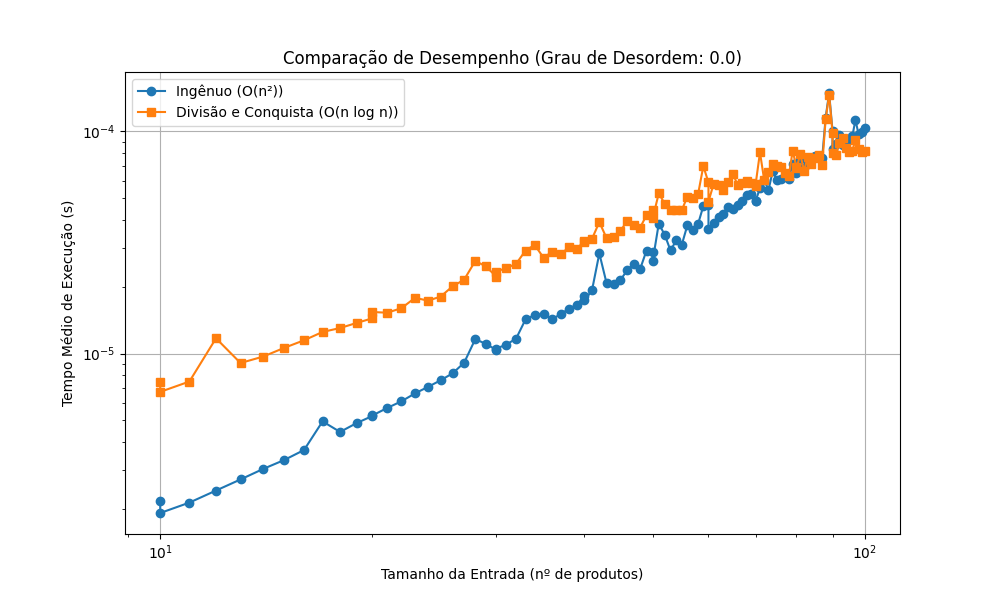 Comparação de Desempenho (Grau de Desordem: 0.0)
Ingênuo (O(n²))
Divisão e Conquista (O(n log n))
Tempo Médio de Execução (s)
10⁻⁴
10⁻⁵
10¹
10²
Tamanho da Entrada (nº de produtos)